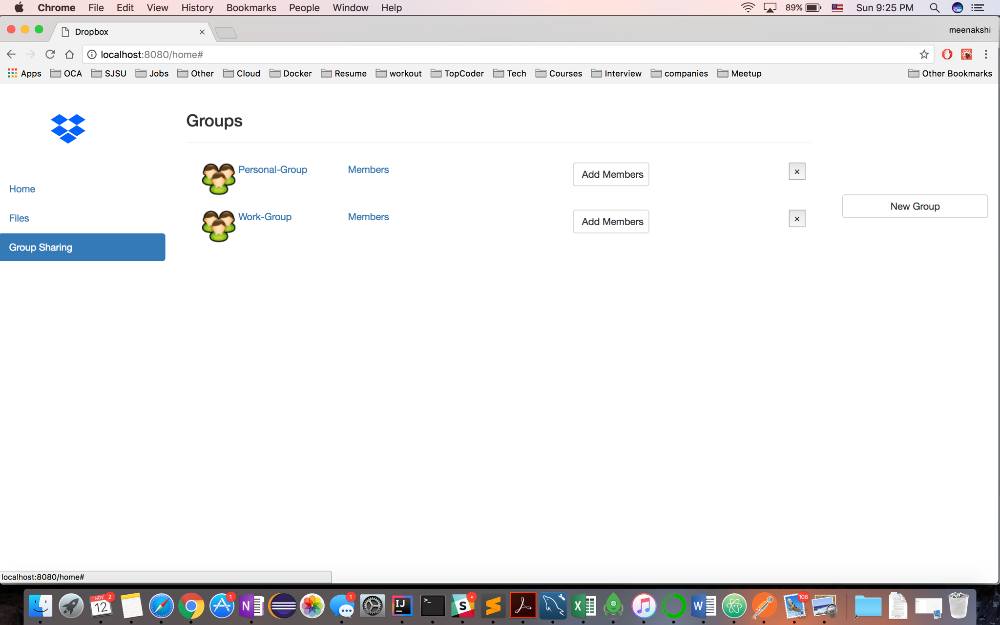 Chrome File Edit View History Bookmarks People Window Help 89% Sun 9:25 PM
Dropbox meenakshi
localhost:8080/home#
Apps OCA SJSU Jobs Other Cloud Docker Resume workout TopCoder Tech Courses Interview companies Meetup Other Bookmarks
Groups
Personal-Group Members Add Members ×
Home
New Group
Work-Group Members Add Members ×
Files
Group Sharing
localhost:8080/home#
NOV 2 1 1 108
12 N IJ >_ S X W PDF